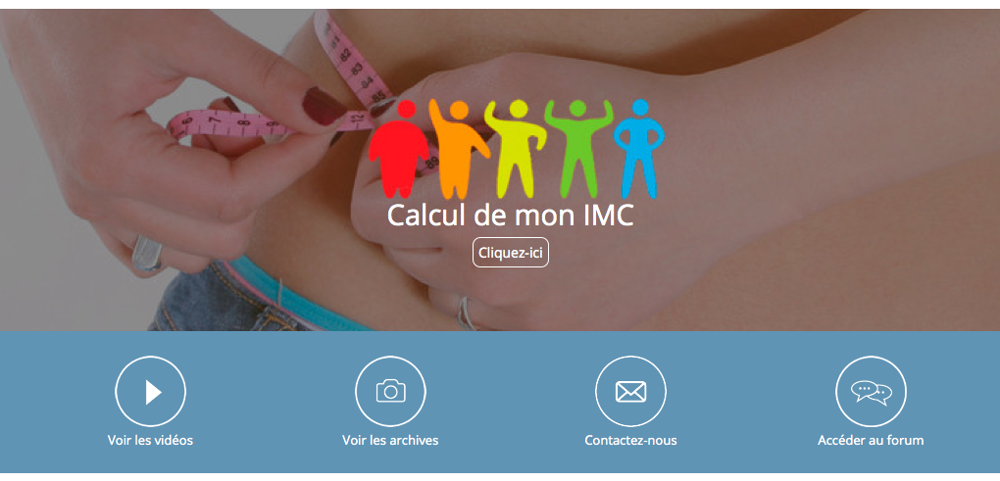 Calcul de mon IMC
Cliquez-ici
Voir les vidéos
Voir les archives
Contactez-nous
Accéder au forum